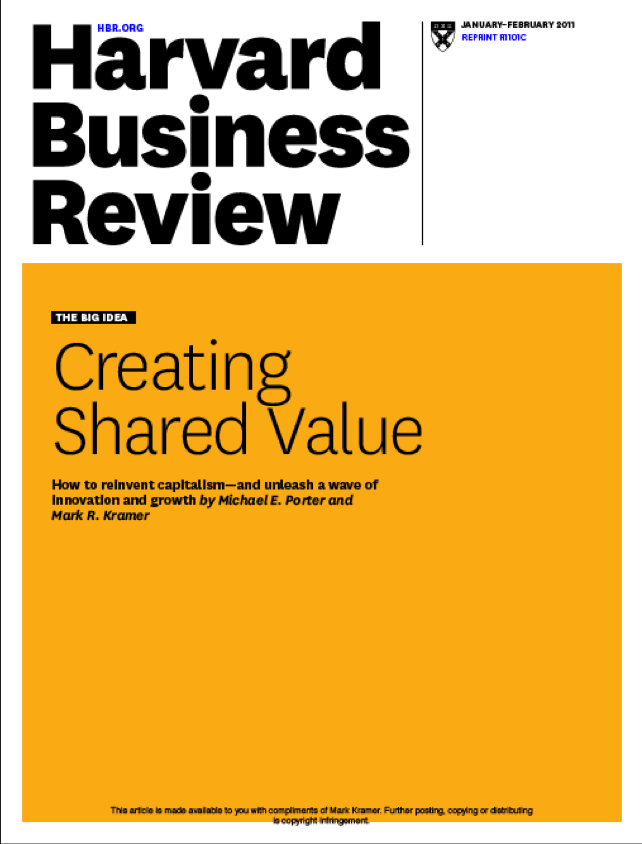 HBR.ORG
Harvard
Business
Review
JANUARY–FEBRUARY 2011
REPRINT R1101C
THE BIG IDEA
Creating
Shared Value
How to reinvent capitalism—and unleash a wave of
innovation and growth by Michael E. Porter and
Mark R. Kramer
This article is made available to you with compliments of Mark Kramer. Further posting, copying or distributing
is copyright infringement.